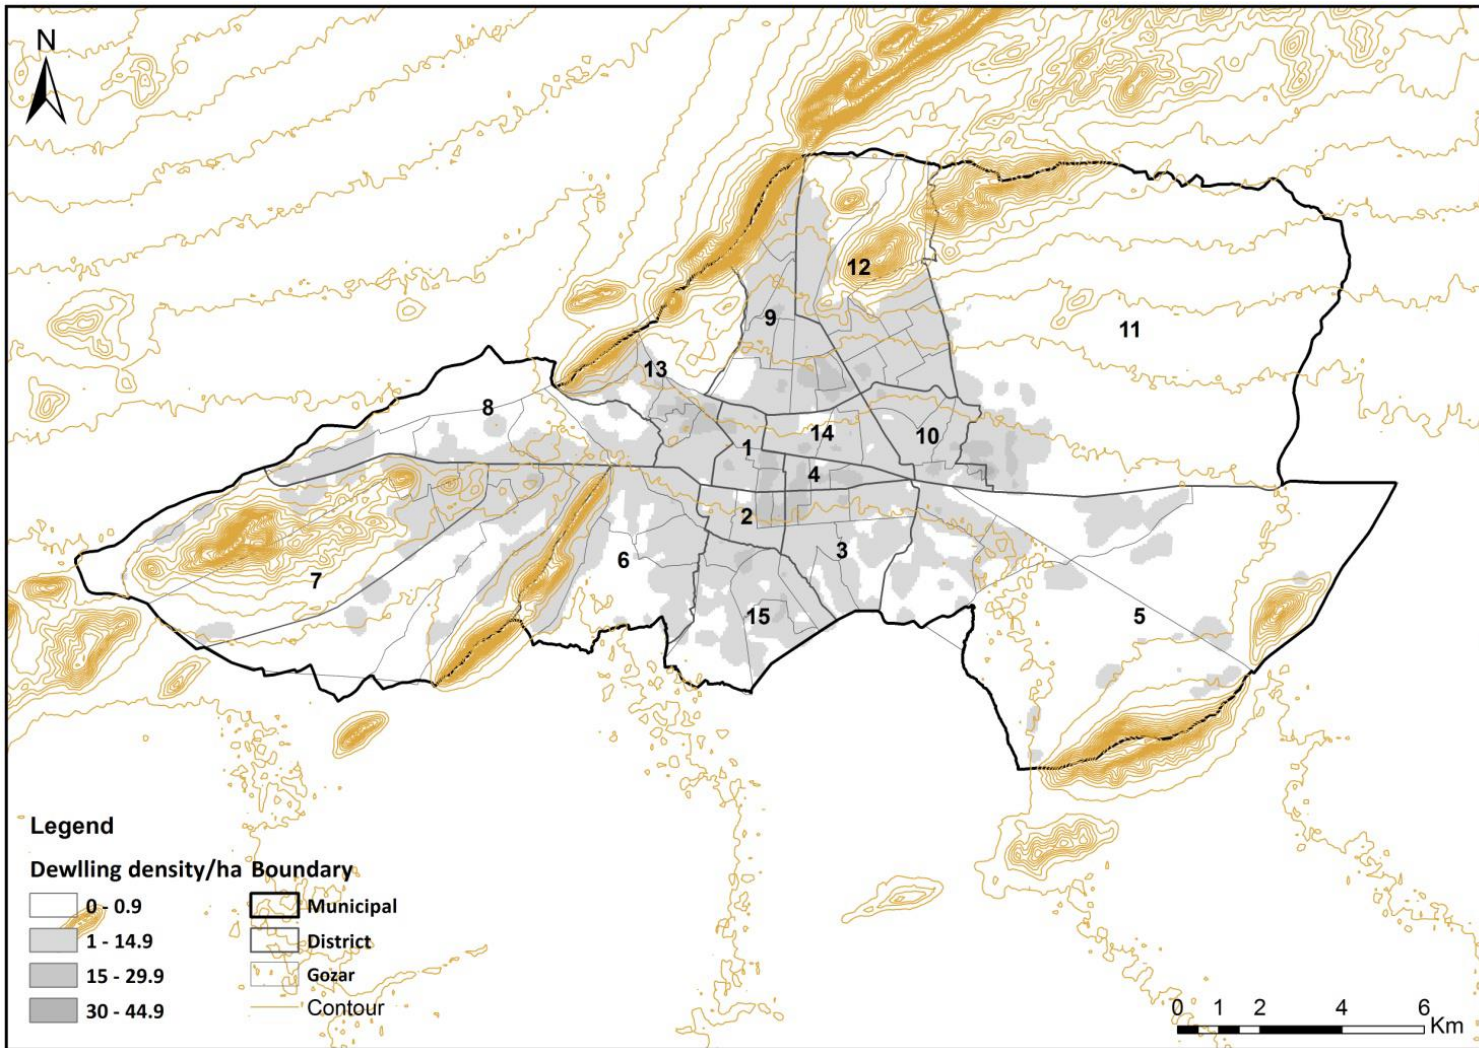 N
12
9
11
13
8
14
10
1
4
2
3
6
7
15
5
Legend
Dewlling density/ha Boundary
0 - 0.9 Municipal
1 - 14.9 District
15 - 29.9 Gozar
30 - 44.9 Contour
0 1 2 4 6
Km